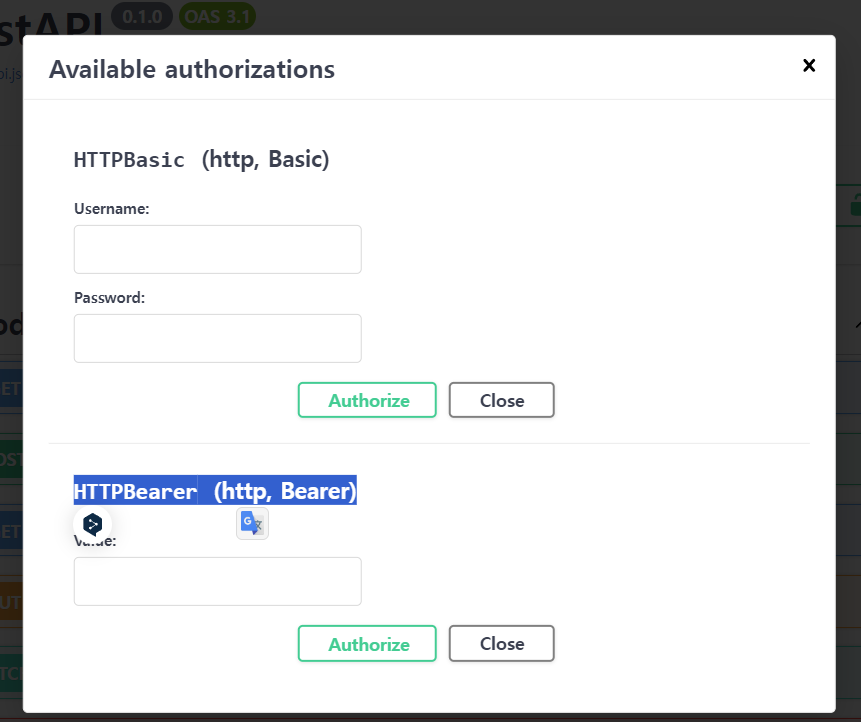 stAPI 0.1.0 OAS 3.1
Available authorizations
HTTPBasic (http, Basic)
Username:
Password:
Authorize Close
HTTPBearer (http, Bearer)
Value:
Authorize Close